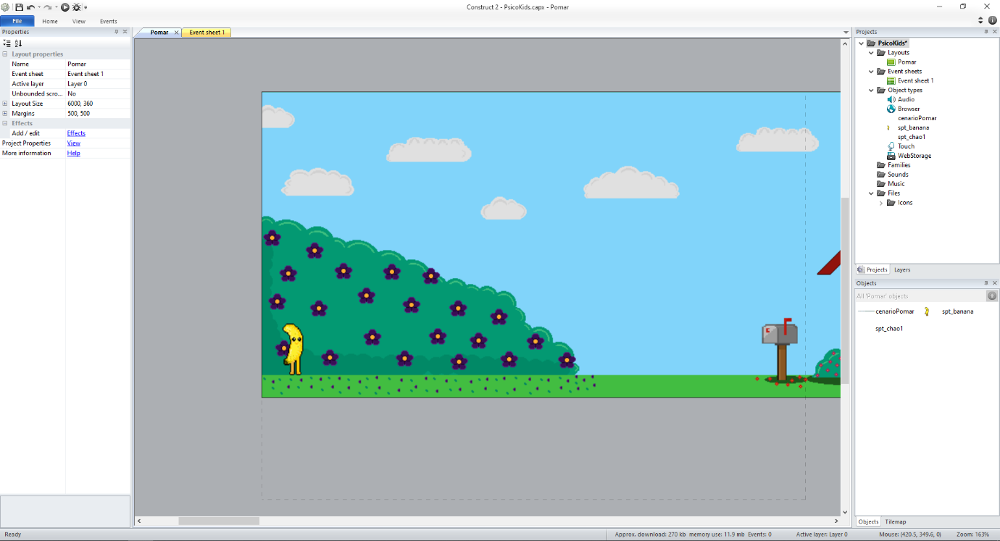 Construct 2 - PsicoKids.capx - Pomar
File Home View Events
Properties
Layout properties
Name Pomar
Event sheet Event sheet 1
Active layer Layer 0
Unbounded scro... No
Layout Size 6000, 360
Margins 500, 500
Effects
Add / edit Effects
Project Properties View
More information Help
Pomar Event sheet 1
Projects
PsicoKids*
Layouts
Pomar
Event sheets
Event sheet 1
Object types
Audio
Browser
cenarioPomar
spt_banana
spt_chao1
Touch
WebStorage
Families
Sounds
Music
Files
Icons
Projects Layers
Objects
All 'Pomar' objects
cenarioPomar spt_banana
spt_chao1
Objects Tilemap
Ready Approx. download: 270 kb memory use: 11.9 mb Events: 0 Active layer: Layer 0 Mouse: (420.5, 349.6, 0) Zoom: 163%